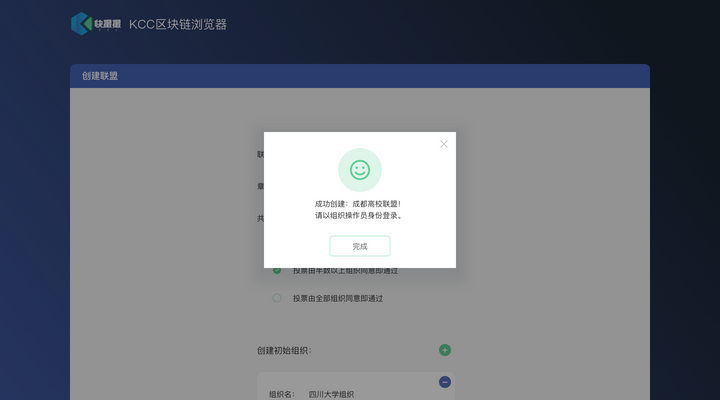 KCC区块链浏览器
创建联盟
联
章
共
成功创建：成都高校联盟！
请以组织操作员身份登录。
完成
投票由半数以上组织同意即通过
投票由全部组织同意即通过
创建初始组织：
组织名： 四川大学组织